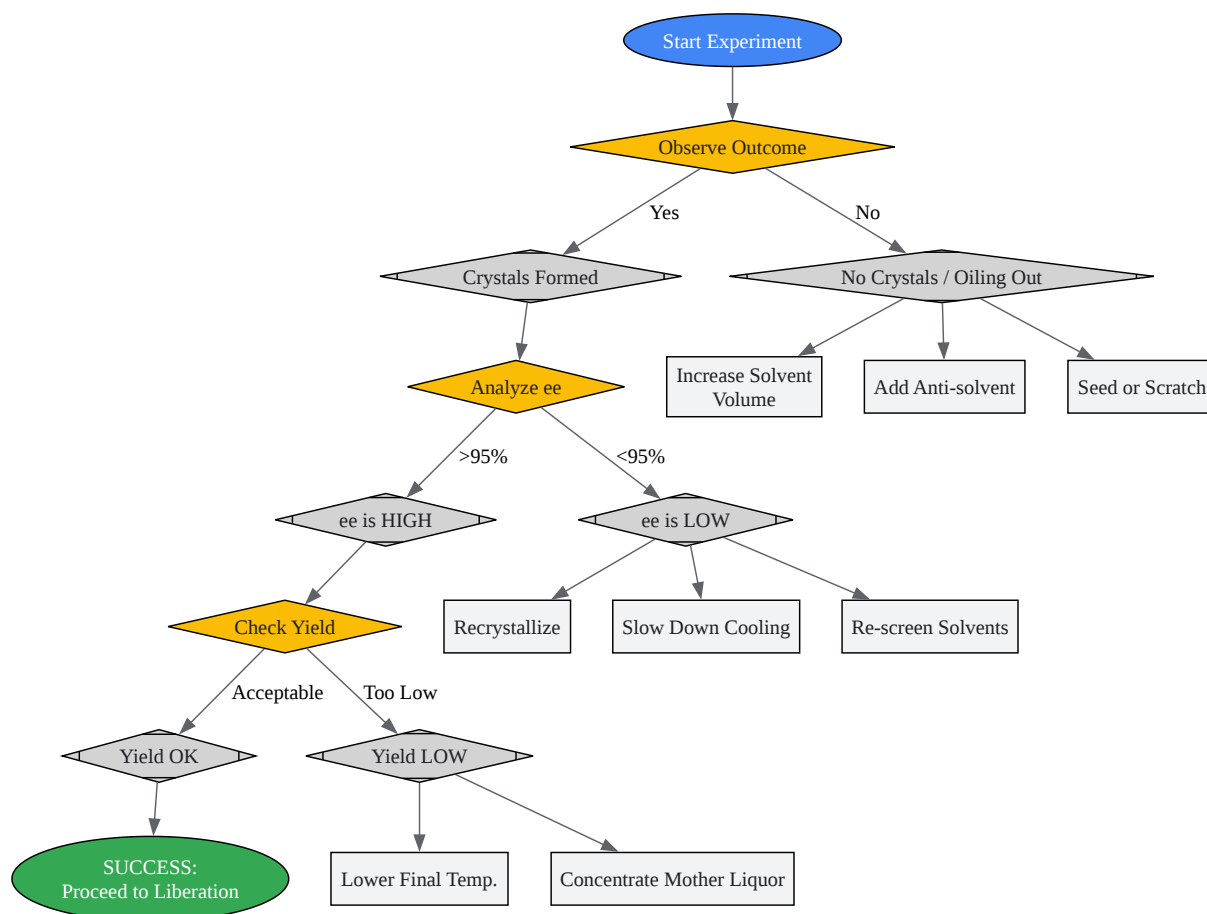 Start Experiment
Observe Outcome
Yes
No
Crystals Formed
No Crystals / Oiling Out
Increase Solvent
Volume
Add Anti-solvent
Seed or Scratch
Analyze ee
>95%
<95%
ee is HIGH
ee is LOW
Recrystallize
Slow Down Cooling
Re-screen Solvents
Check Yield
Acceptable
Too Low
Yield OK
Yield LOW
SUCCESS:
Proceed to Liberation
Lower Final Temp.
Concentrate Mother Liquor